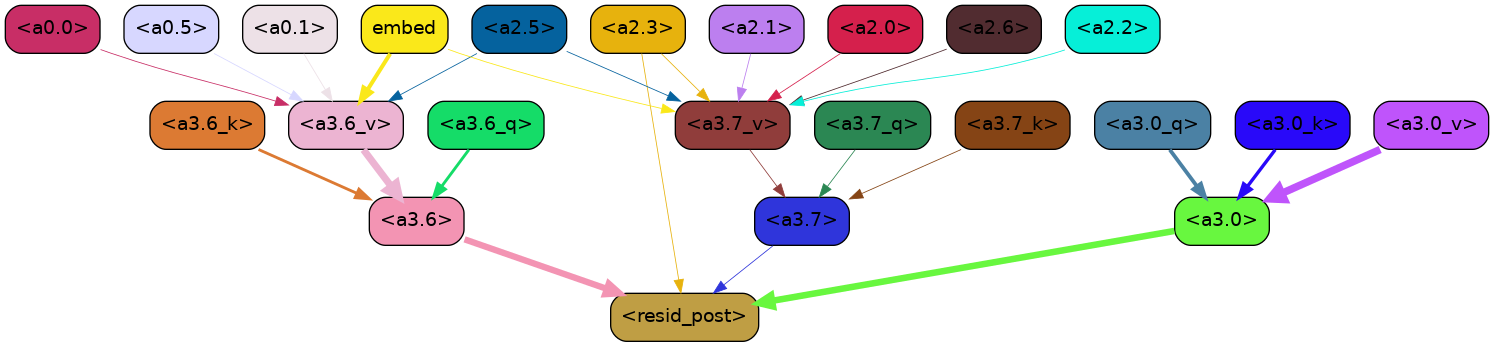 <a0.0> <a0.5> <a0.1> embed <a2.5> <a2.3> <a2.1> <a2.0> <a2.6> <a2.2>
<a3.6_k> <a3.6_v> <a3.6_q> <a3.7_v> <a3.7_q> <a3.7_k> <a3.0_q> <a3.0_k> <a3.0_v>
<a3.6> <a3.7> <a3.0>
<resid_post>